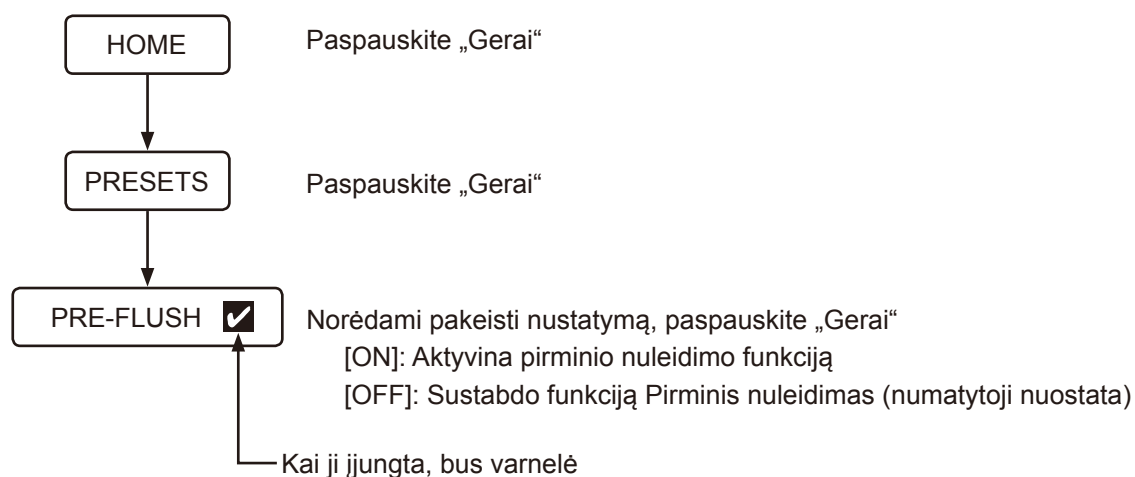 HOME
Paspauskite „Gerai“
PRESETS
Paspauskite „Gerai“
PRE-FLUSH ✔
Norėdami pakeisti nustatymą, paspauskite „Gerai“
[ON]: Aktyvina pirminio nuleidimo funkciją
[OFF]: Sustabdo funkciją Pirminis nuleidimas (numatytoji nuostata)
Kai ji įjungta, bus varnelė